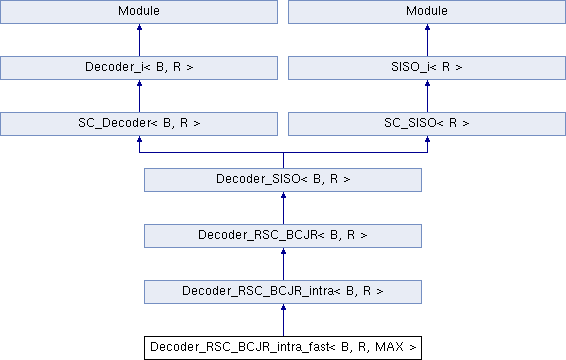 Module
Module
Decoder_i< B, R >
SISO_i< R >
SC_Decoder< B, R >
SC_SISO< R >
Decoder_SISO< B, R >
Decoder_RSC_BCJR< B, R >
Decoder_RSC_BCJR_intra< B, R >
Decoder_RSC_BCJR_intra_fast< B, R, MAX >